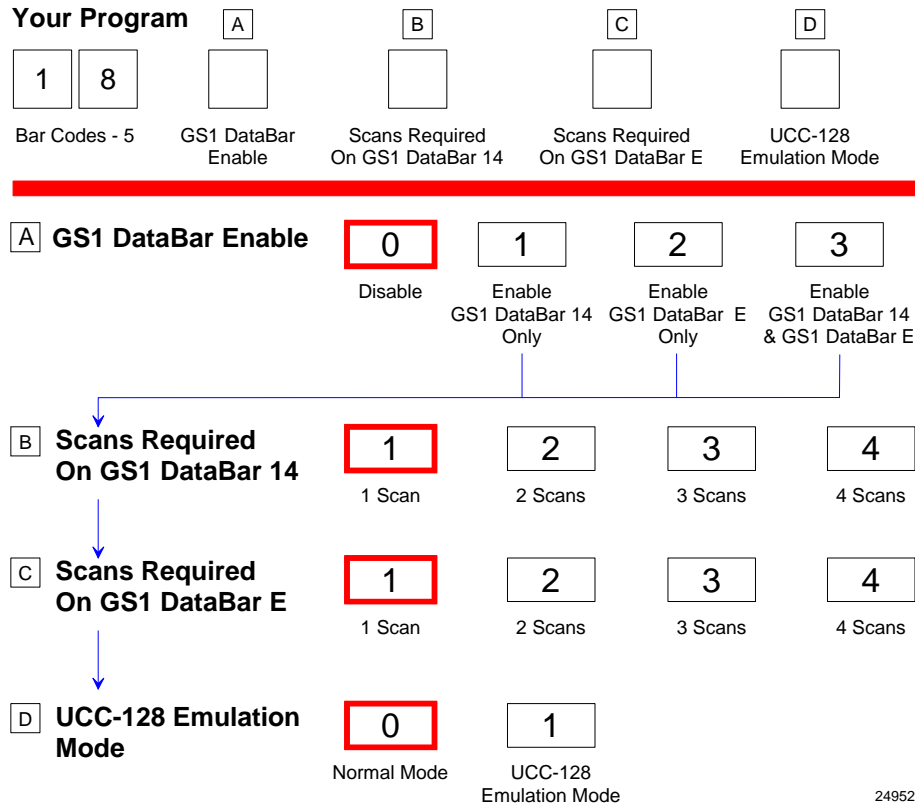 Your Program
A
B
C
D
1 8
Bar Codes - 5
GS1 DataBar
Enable
Scans Required
On GS1 DataBar 14
Scans Required
On GS1 DataBar E
UCC-128
Emulation Mode
A GS1 DataBar Enable
0
1
2
3
Disable
Enable
GS1 DataBar 14
Only
Enable
GS1 DataBar E
Only
Enable
GS1 DataBar 14
& GS1 DataBar E
B Scans Required
On GS1 DataBar 14
1
2
3
4
1 Scan
2 Scans
3 Scans
4 Scans
C Scans Required
On GS1 DataBar E
1
2
3
4
1 Scan
2 Scans
3 Scans
4 Scans
D UCC-128 Emulation
Mode
0
1
Normal Mode
UCC-128
Emulation Mode
24952